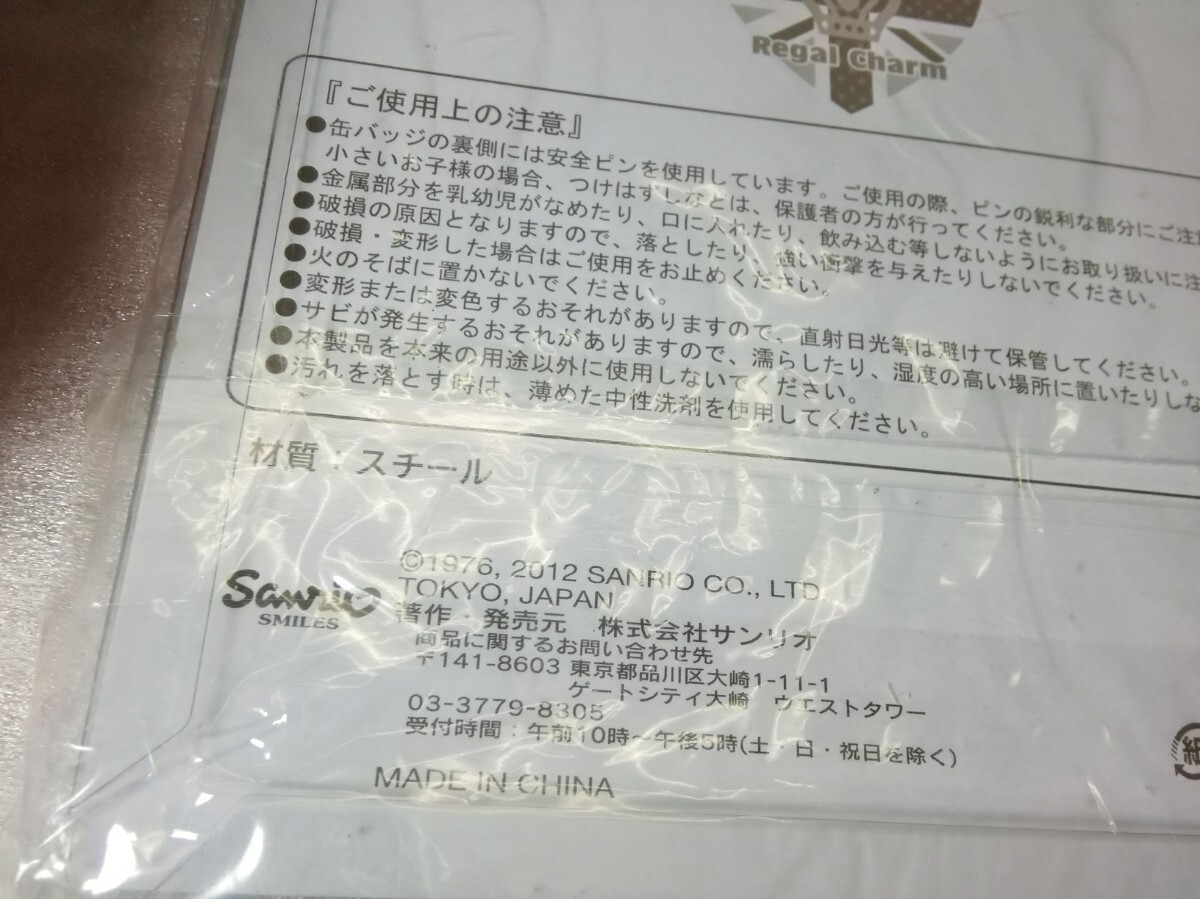 Regal Charm
『ご使用上の注意』
●缶バッジの裏側には安全ピンを使用しています。ご使用の際、ピンの鋭利な部分にご注意
小さいお子様の場合、つけはずしなどは、保護者の方が行ってください。
●金属部分を乳幼児がなめたり、口に入れたり、飲み込む等しないようにお取り扱いに注
●破損の原因となりますので、落としたり、強い衝撃を与えたりしないでください。
●破損・変形した場合はご使用をお止めください。
●火のそばに置かないでください。
●変形または変色するおそれがありますので、直射日光等は避けて保管してください。
●サビが発生するおそれがありますので、濡らしたり、湿度の高い場所に置いたりしな
●本製品を本来の用途以外に使用しないでください。
●汚れを落とす時は、薄めた中性洗剤を使用してください。
材質：スチール
©1976, 2012 SANRIO CO., LTD.
TOKYO, JAPAN
Sanrio
SMILES
著作・発売元 株式会社サンリオ
商品に関するお問い合わせ先
〒141-8603 東京都品川区大崎1-11-1
ゲートシティ大崎 ウエストタワー
03-3779-8305
受付時間：午前10時～午後5時(土・日・祝日を除く)
MADE IN CHINA
紙